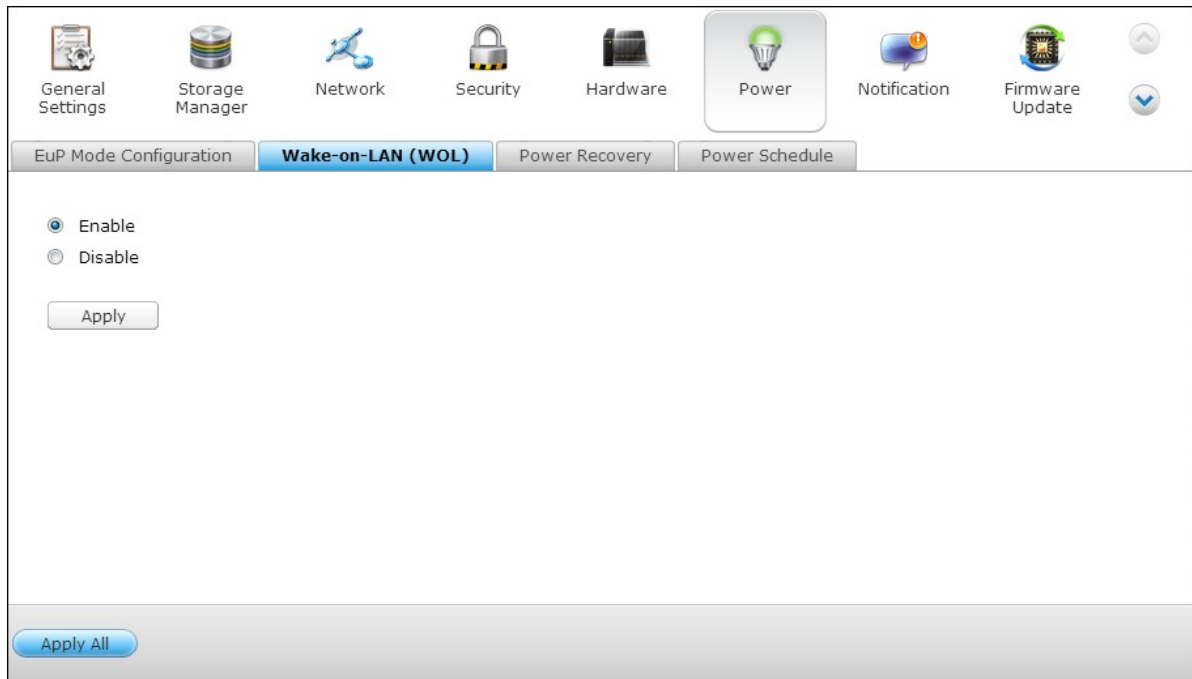 General Settings
Storage Manager
Network
Security
Hardware
Power
Notification
Firmware Update
EuP Mode Configuration
Wake-on-LAN (WOL)
Power Recovery
Power Schedule
Enable
Disable
Apply
Apply All